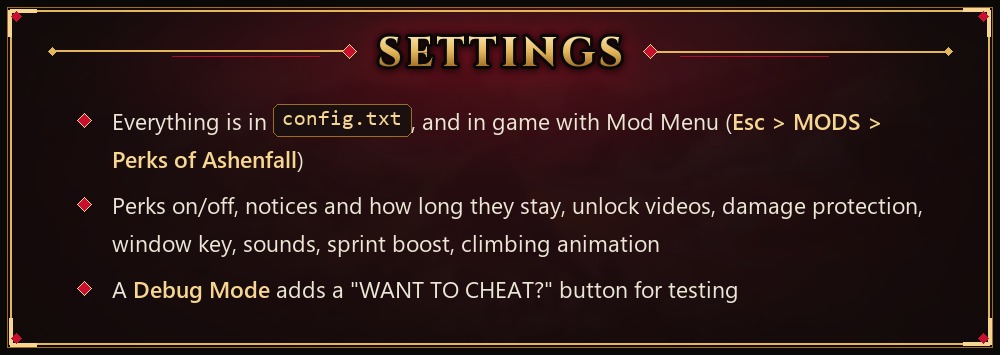 SETTINGS
Everything is in config.txt, and in game with Mod Menu (Esc > MODS >
Perks of Ashenfall)
Perks on/off, notices and how long they stay, unlock videos, damage protection,
window key, sounds, sprint boost, climbing animation
A Debug Mode adds a "WANT TO CHEAT?" button for testing